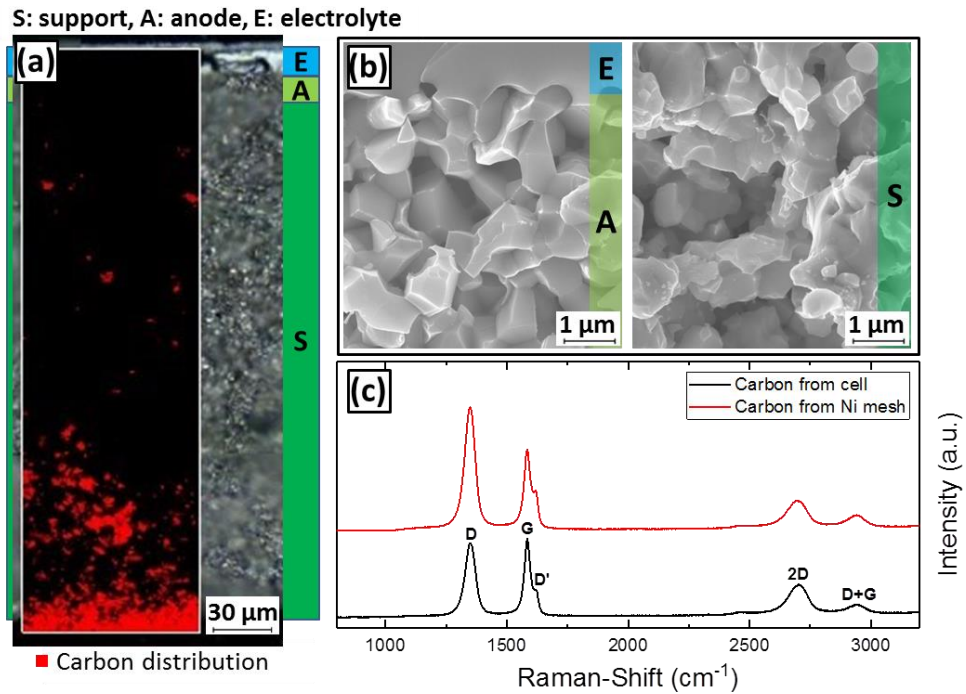 S: support, A: anode, E: electrolyte
(a)
E
A
S
30 µm
■ Carbon distribution
(b)
E
A
1 µm
S
1 µm
(c)
Carbon from cell
Carbon from Ni mesh
D
G
D'
2D
D+G
1000 1500 2000 2500 3000
Raman-Shift (cm⁻¹)
Intensity (a.u.)